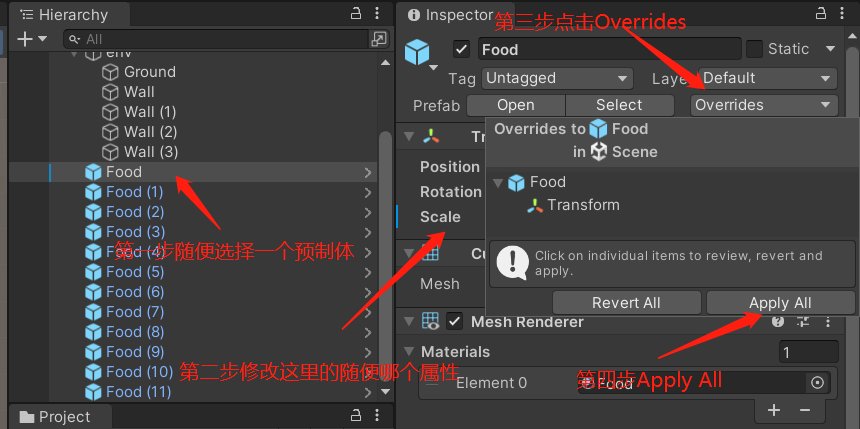 Hierarchy
All
env
Ground
Wall
Wall (1)
Wall (2)
Wall (3)
Food
Food (1)
Food (2)
Food (3)
Food (4)
Food (5)
Food (6)
Food (7)
Food (8)
Food (9)
Food (10)
Food (11)
第一步随便选择一个预制体
第二步修改这里的随便哪个属性
Project
Inspector
第三步点击Overrides
Food
Static
Tag Untagged
Default
Prefab Open Select Overrides
Overrides to Food
in Scene
Position
Rotation
Scale
Food
Transform
Click on individual items to review, revert and
apply.
Mesh
Revert All Apply All
Mesh Renderer
Materials 1
Element 0 Food
第四步Apply All